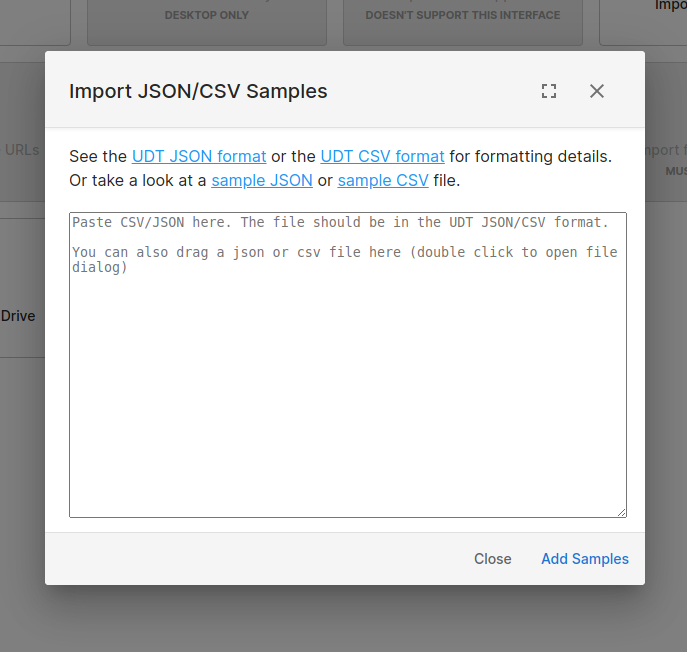 DESKTOP ONLY
DOESN'T SUPPORT THIS INTERFACE
Import JSON/CSV Samples
URLs
See the UDT JSON format or the UDT CSV format for formatting details.
Or take a look at a sample JSON or sample CSV file.
Paste CSV/JSON here. The file should be in the UDT JSON/CSV format.
You can also drag a json or csv file here (double click to open file
dialog)
Drive
Close
Add Samples